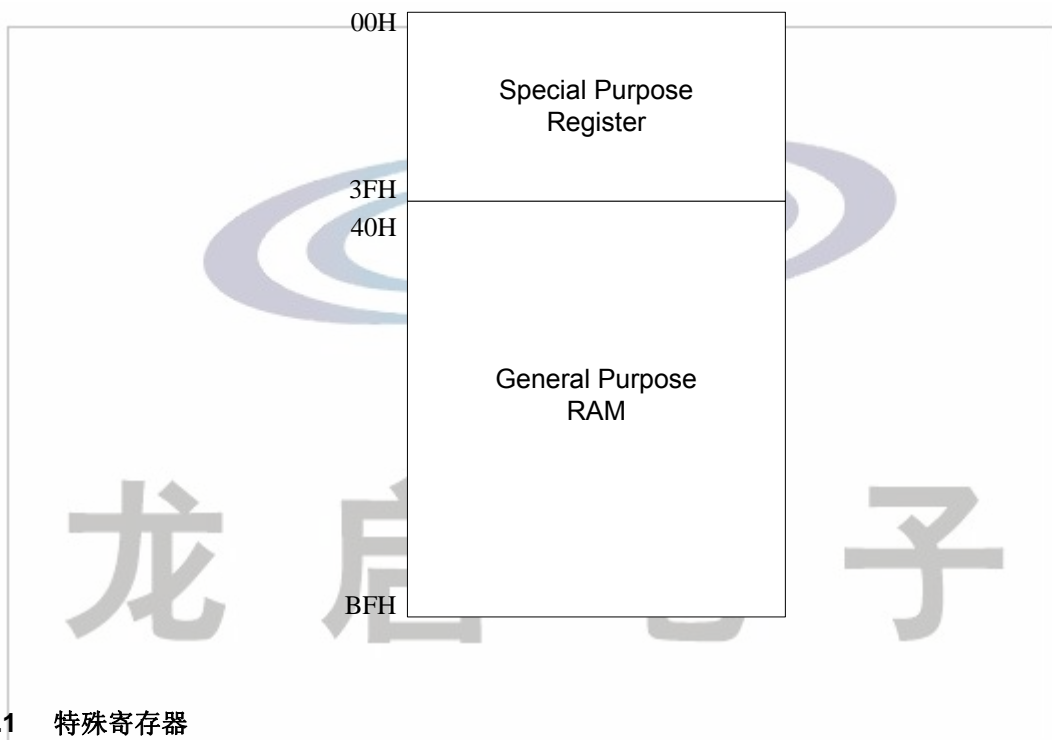 00H
Special Purpose
Register
3FH
40H
General Purpose
RAM
BFH
龙启电子
.1 特殊寄存器